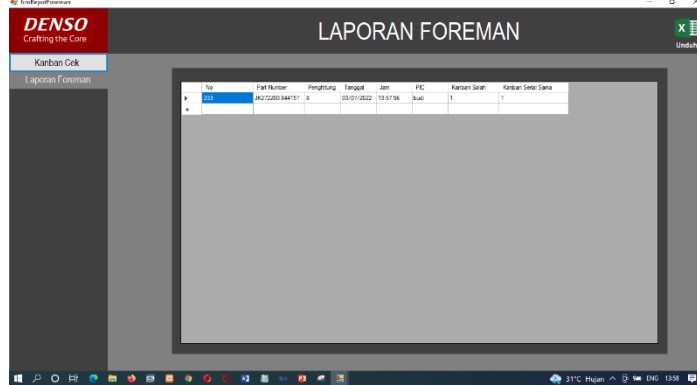 frmReportForeman
DENSO
Crafting the Core
LAPORAN FOREMAN
Unduh
Kanban Cek
Laporan Foreman
No Part Number Penghitung Tanggal Jam PIC Kanban Salah Kanban Serial Sama
233 8 03/07/2022 13:57:56 budi 1 1
31°C Hujan ENG 13:58